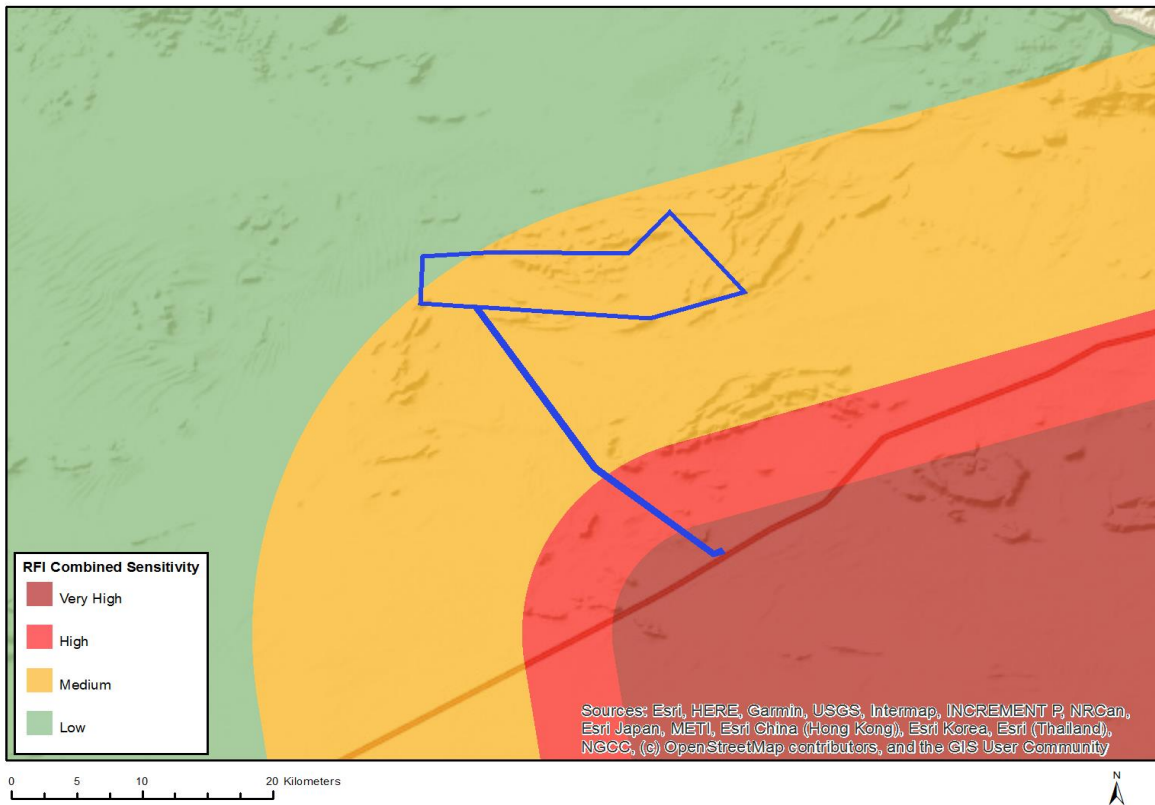 RFI Combined Sensitivity
Very High
High
Medium
Low
Sources: Esri, HERE, Garmin, USGS, Intermap, INCREMENT P, NRCan,
Esri Japan, METI, Esri China (Hong Kong), Esri Korea, Esri (Thailand),
NGCC, (c) OpenStreetMap contributors, and the GIS User Community
0 5 10 20 Kilometers
N